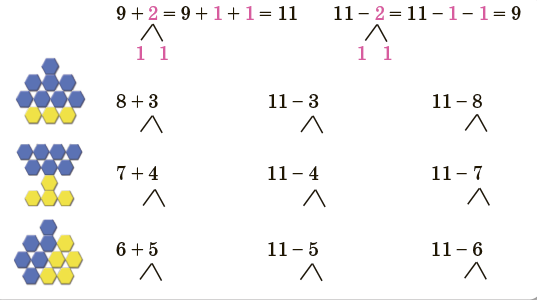 9 + 2 = 9 + 1 + 1 = 11 11 − 2 = 11 − 1 − 1 = 9
1 1 1 1
8 + 3 11 − 3 11 − 8
7 + 4 11 − 4 11 − 7
6 + 5 11 − 5 11 − 6